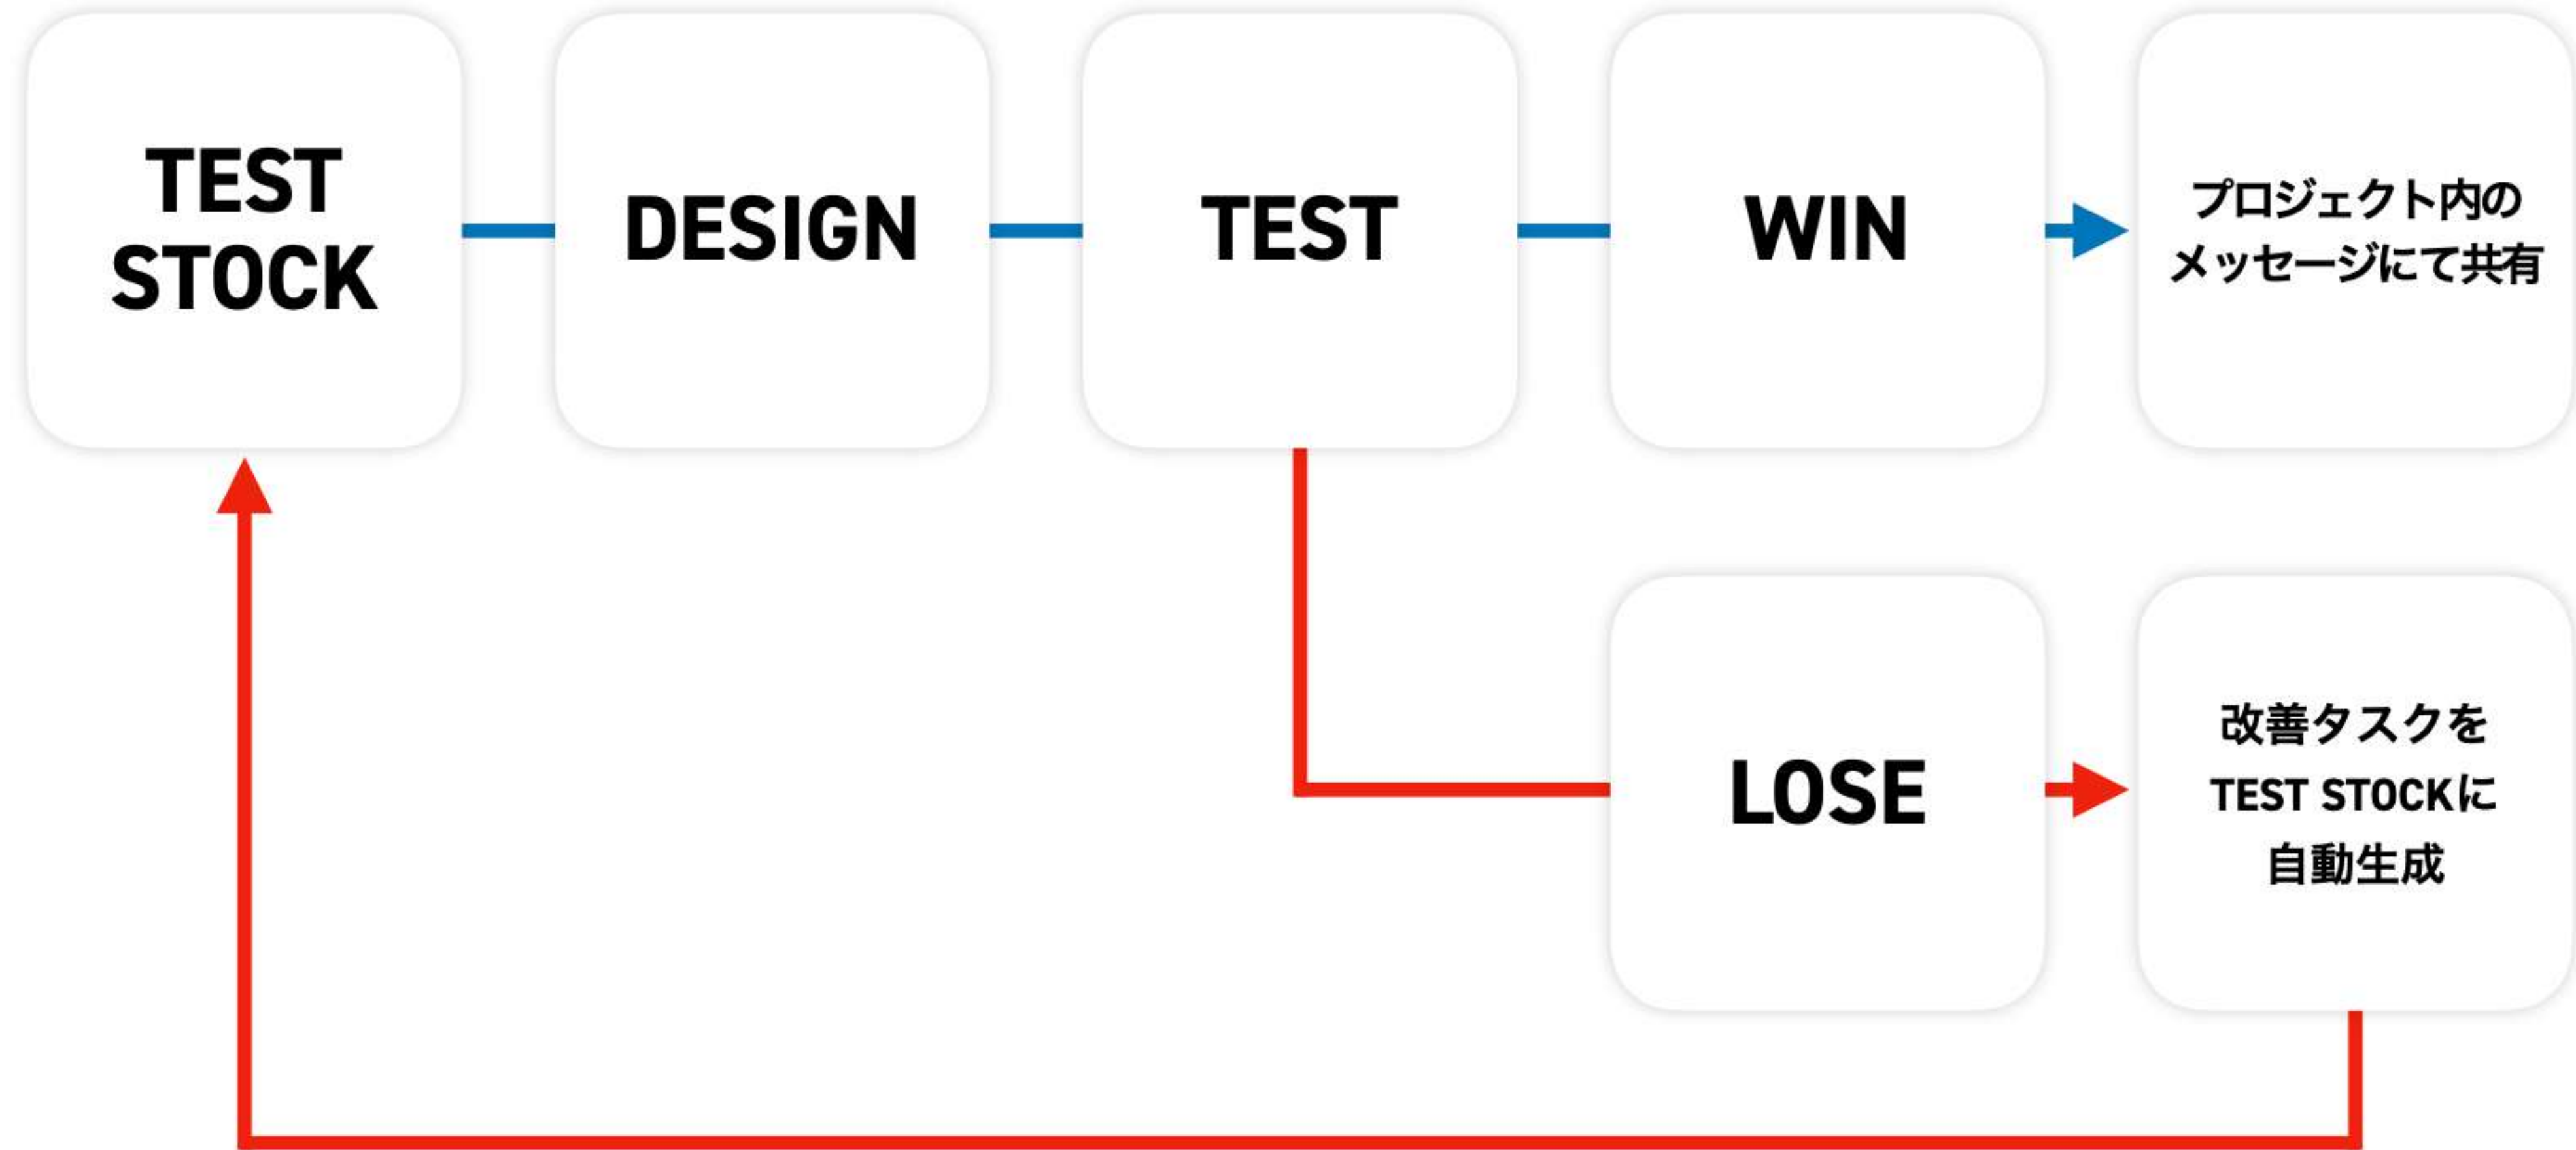 TEST
STOCK
DESIGN
TEST
WIN
プロジェクト内の
メッセージにて共有
LOSE
改善タスクを
TEST STOCKに
自動生成